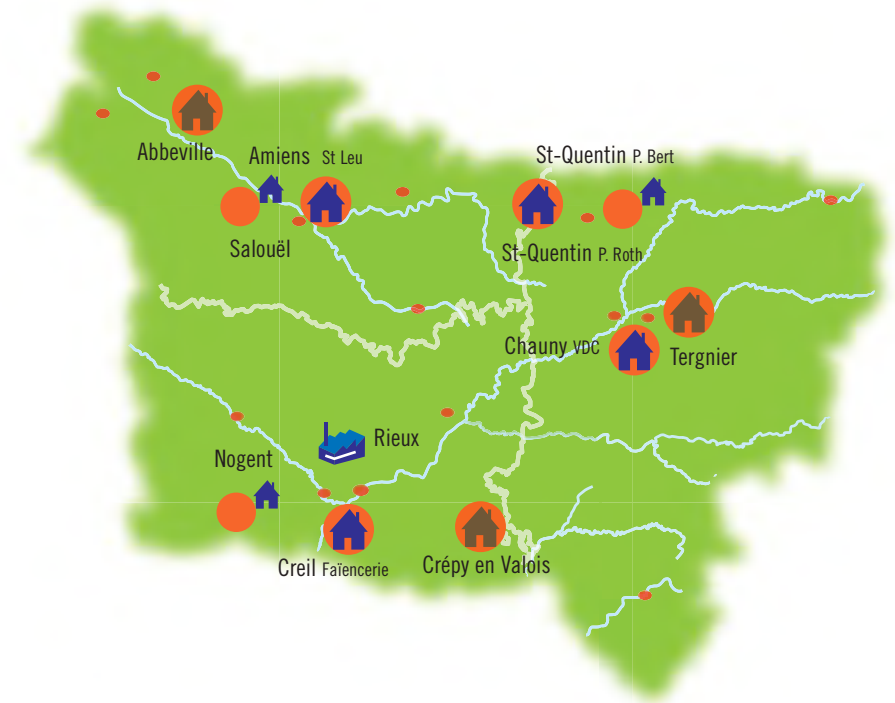 Abbeville
Amiens St Leu
St-Quentin P. Bert
Salouël
St-Quentin P. Roth
Chauny VDC
Tergnier
Rieux
Nogent
Creil Faïencerie
Crépy en Valois